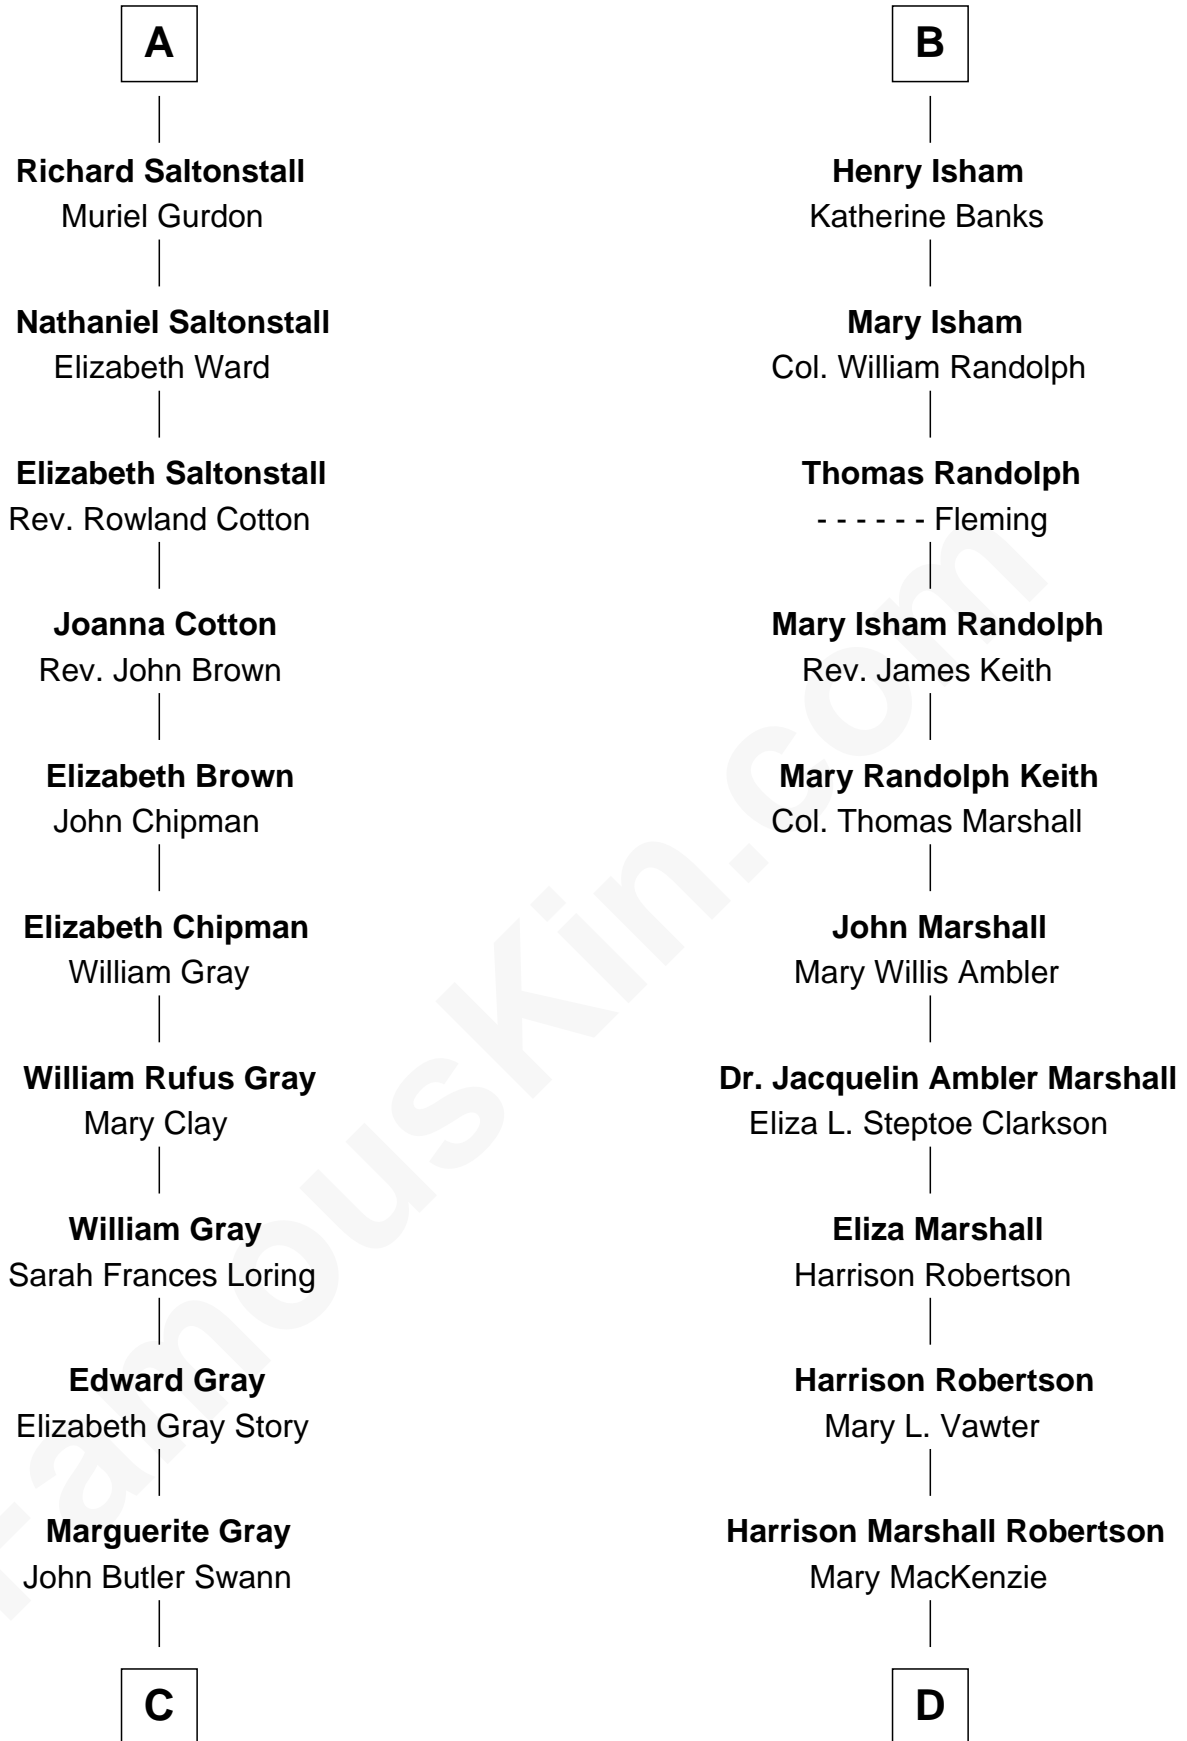 A
Richard Saltonstall
Muriel Gurdon
Nathaniel Saltonstall
Elizabeth Ward
Elizabeth Saltonstall
Rev. Rowland Cotton
Joanna Cotton
Rev. John Brown
Elizabeth Brown
John Chipman
Elizabeth Chipman
William Gray
William Rufus Gray
Mary Clay
William Gray
Sarah Frances Loring
Edward Gray
Elizabeth Gray Story
Marguerite Gray
John Butler Swann
C
B
Henry Isham
Katherine Banks
Mary Isham
Col. William Randolph
Thomas Randolph
- - - - - - Fleming
Mary Isham Randolph
Rev. James Keith
Mary Randolph Keith
Col. Thomas Marshall
John Marshall
Mary Willis Ambler
Dr. Jacquelin Ambler Marshall
Eliza L. Steptoe Clarkson
Eliza Marshall
Harrison Robertson
Harrison Robertson
Mary L. Vawter
Harrison Marshall Robertson
Mary MacKenzie
D
FamousKin.com